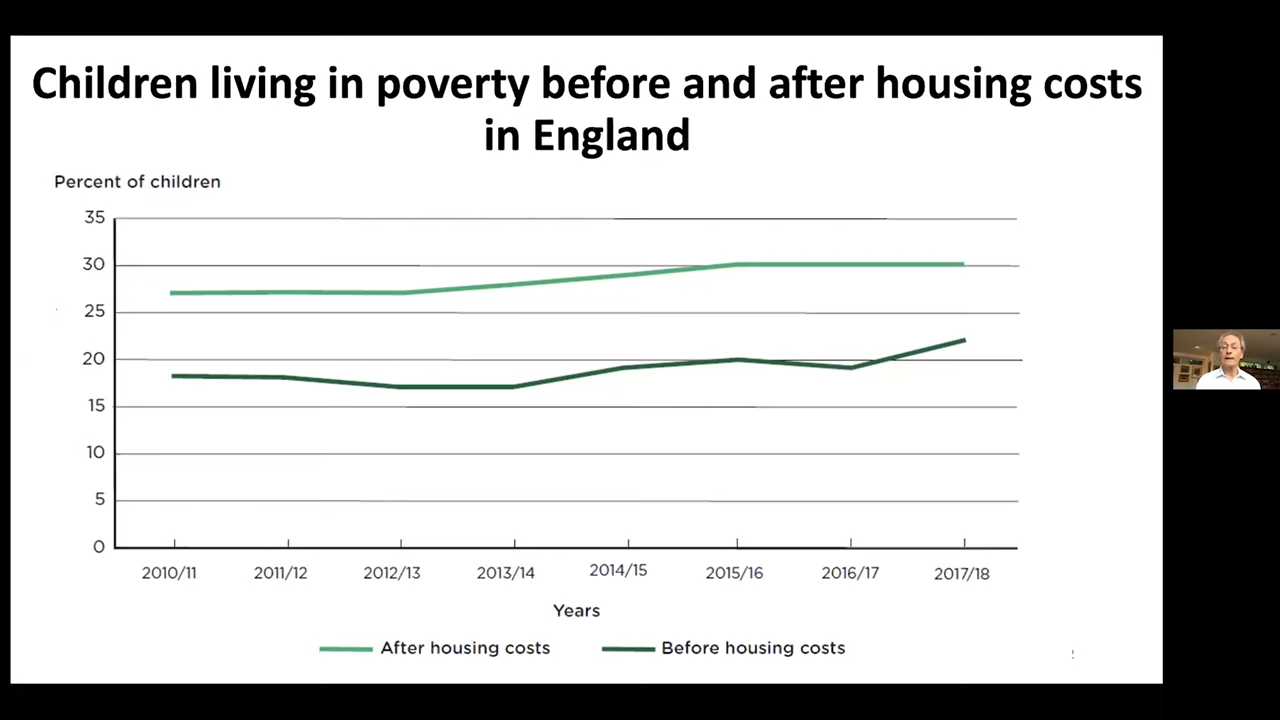 Children living in poverty before and after housing costs
in England
Percent of children
35
30
25
20
15
10
5
0
2010/11 2011/12 2012/13 2013/14 2014/15 2015/16 2016/17 2017/18
Years
After housing costs Before housing costs